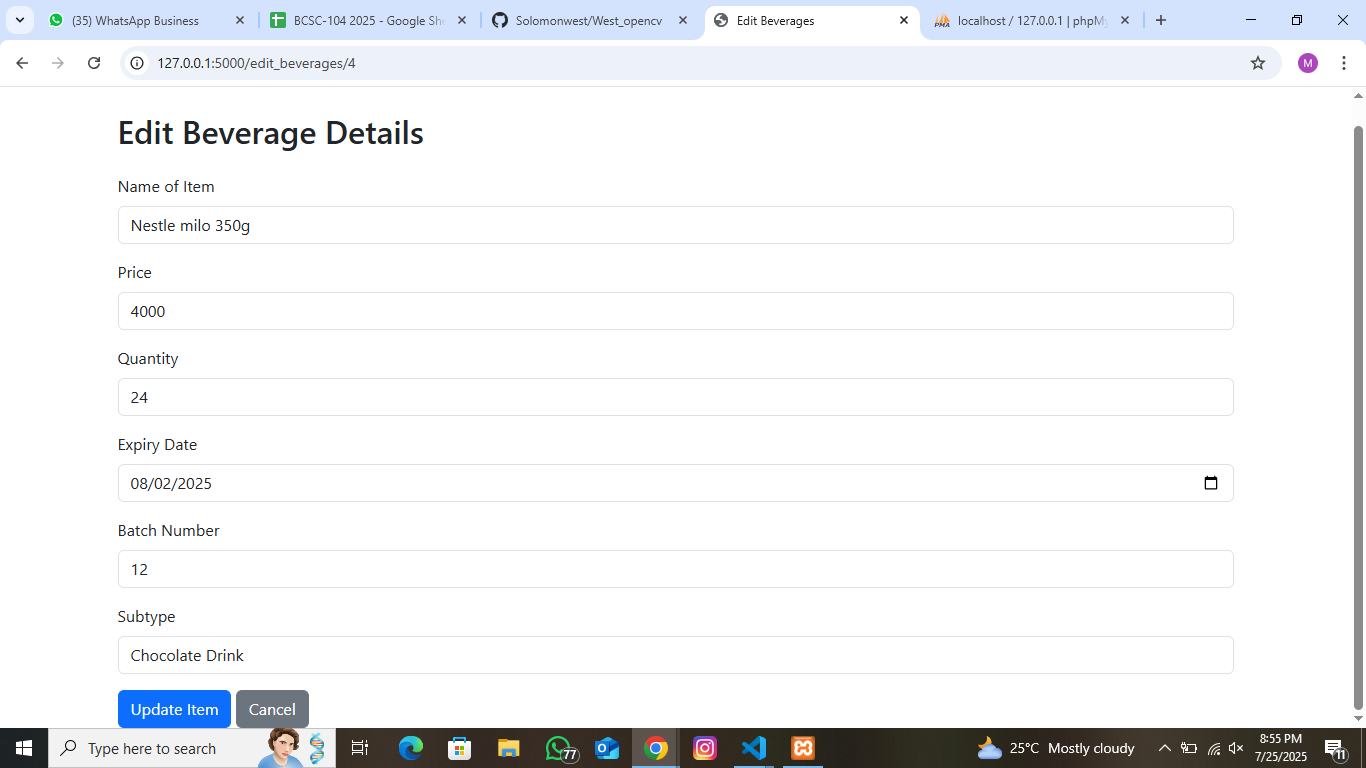 (35) WhatsApp Business
BCSC-104 2025 - Google She
Solomonwest/West_opencv
Edit Beverages
localhost / 127.0.0.1 | phpMy
127.0.0.1:5000/edit_beverages/4
M
Edit Beverage Details
Name of Item
Nestle milo 350g
Price
4000
Quantity
24
Expiry Date
08/02/2025
Batch Number
12
Subtype
Chocolate Drink
Update Item
Cancel
Type here to search
77
25°C Mostly cloudy
8:55 PM
7/25/2025
11